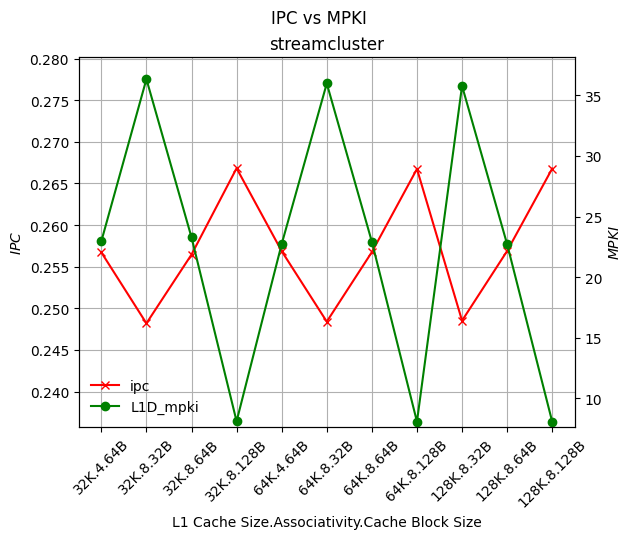 IPC vs MPKI
streamcluster
0.280
0.275
0.270
0.265
0.260
0.255
0.250
0.245
0.240
IPC
35
30
25
20
15
10
MPKI
ipc
L1D_mpki
32K.4.64B
32K.8.32B
32K.8.64B
32K.8.128B
64K.4.64B
64K.8.32B
64K.8.64B
64K.8.128B
128K.8.32B
128K.8.64B
128K.8.128B
L1 Cache Size.Associativity.Cache Block Size